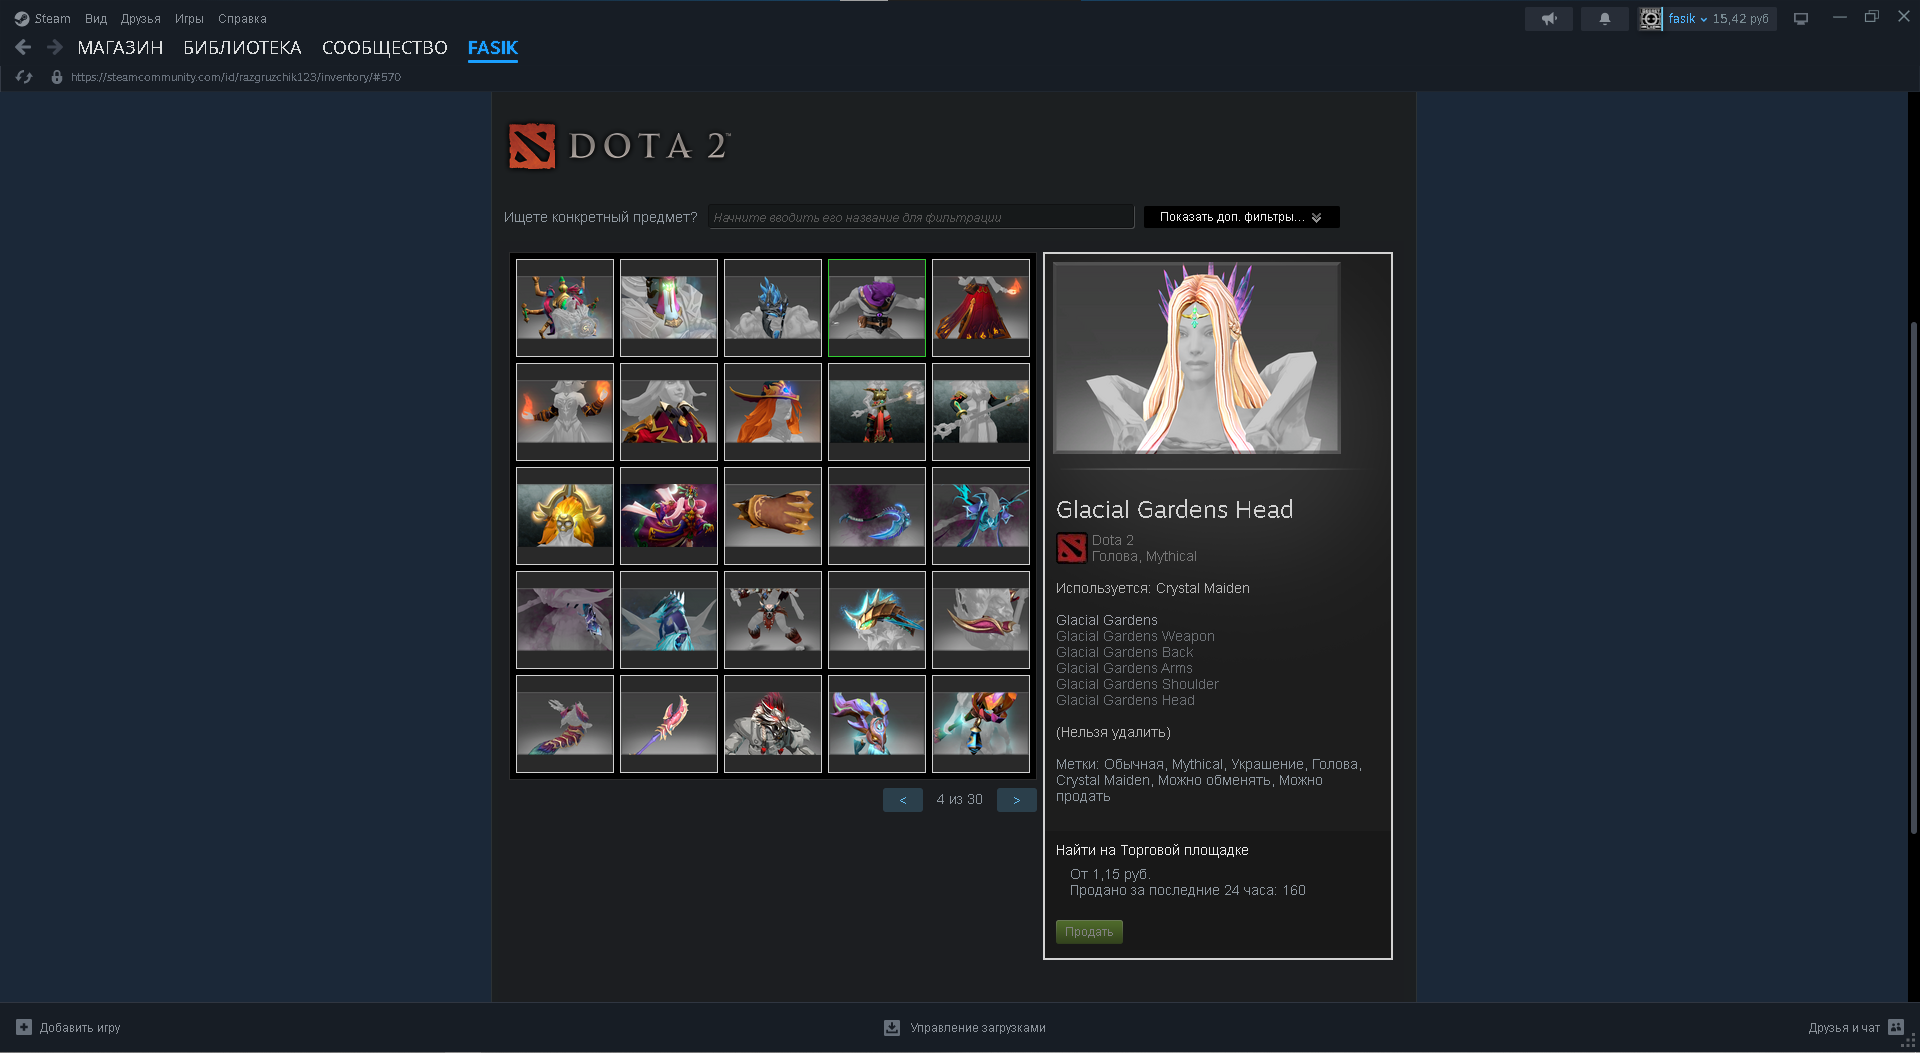 Steam Вид Друзья Игры Справка
fasik 15,42 руб
МАГАЗИН БИБЛИОТЕКА СООБЩЕСТВО FASIK
https://steamcommunity.com/id/razgruzchik123/inventory/#570
DOTA 2™
Ищете конкретный предмет? Начните вводить его название для фильтрации Показать доп. фильтры...
Glacial Gardens Head
Dota 2
Голова, Mythical
Используется: Crystal Maiden
Glacial Gardens
Glacial Gardens Weapon
Glacial Gardens Back
Glacial Gardens Arms
Glacial Gardens Shoulder
Glacial Gardens Head
(Нельзя удалить)
Метки: Обычная, Mythical, Украшение, Голова,
Crystal Maiden, Можно обменять, Можно
продать
< 4 из 30 >
Найти на Торговой площадке
От 1,15 руб.
Продано за последние 24 часа: 160
Продать
Добавить игру Управление загрузками Друзья и чат